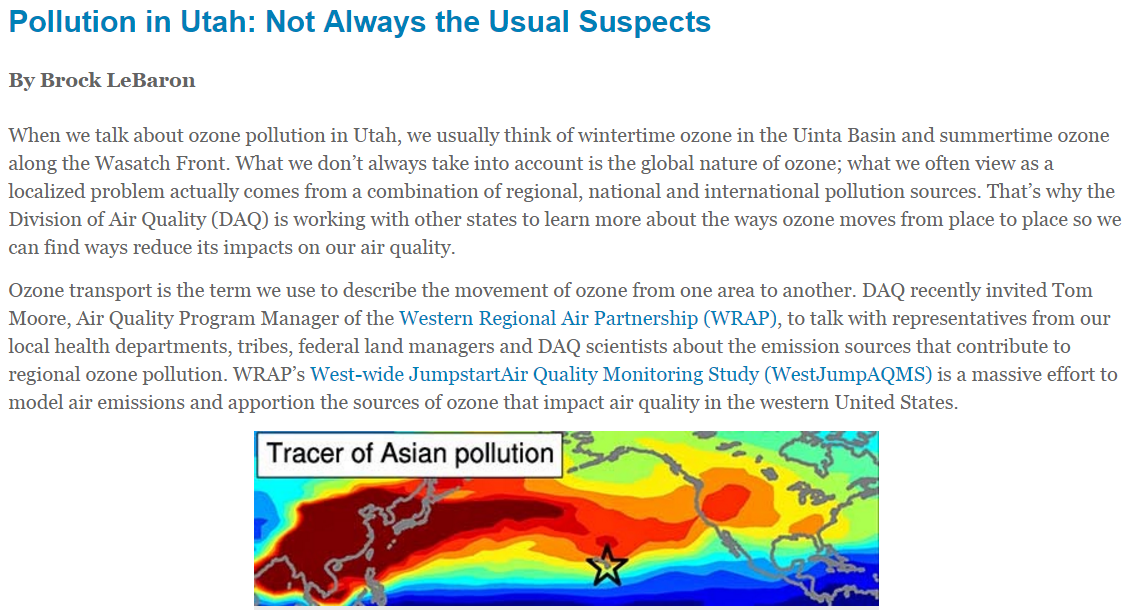 Pollution in Utah: Not Always the Usual Suspects
By Brock LeBaron
When we talk about ozone pollution in Utah, we usually think of wintertime ozone in the Uinta Basin and summertime ozone
along the Wasatch Front. What we don’t always take into account is the global nature of ozone; what we often view as a
localized problem actually comes from a combination of regional, national and international pollution sources. That’s why the
Division of Air Quality (DAQ) is working with other states to learn more about the ways ozone moves from place to place so we
can find ways reduce its impacts on our air quality.
Ozone transport is the term we use to describe the movement of ozone from one area to another. DAQ recently invited Tom
Moore, Air Quality Program Manager of the Western Regional Air Partnership (WRAP), to talk with representatives from our
local health departments, tribes, federal land managers and DAQ scientists about the emission sources that contribute to
regional ozone pollution. WRAP’s West-wide JumpstartAir Quality Monitoring Study (WestJumpAQMS) is a massive effort to
model air emissions and apportion the sources of ozone that impact air quality in the western United States.
Tracer of Asian pollution